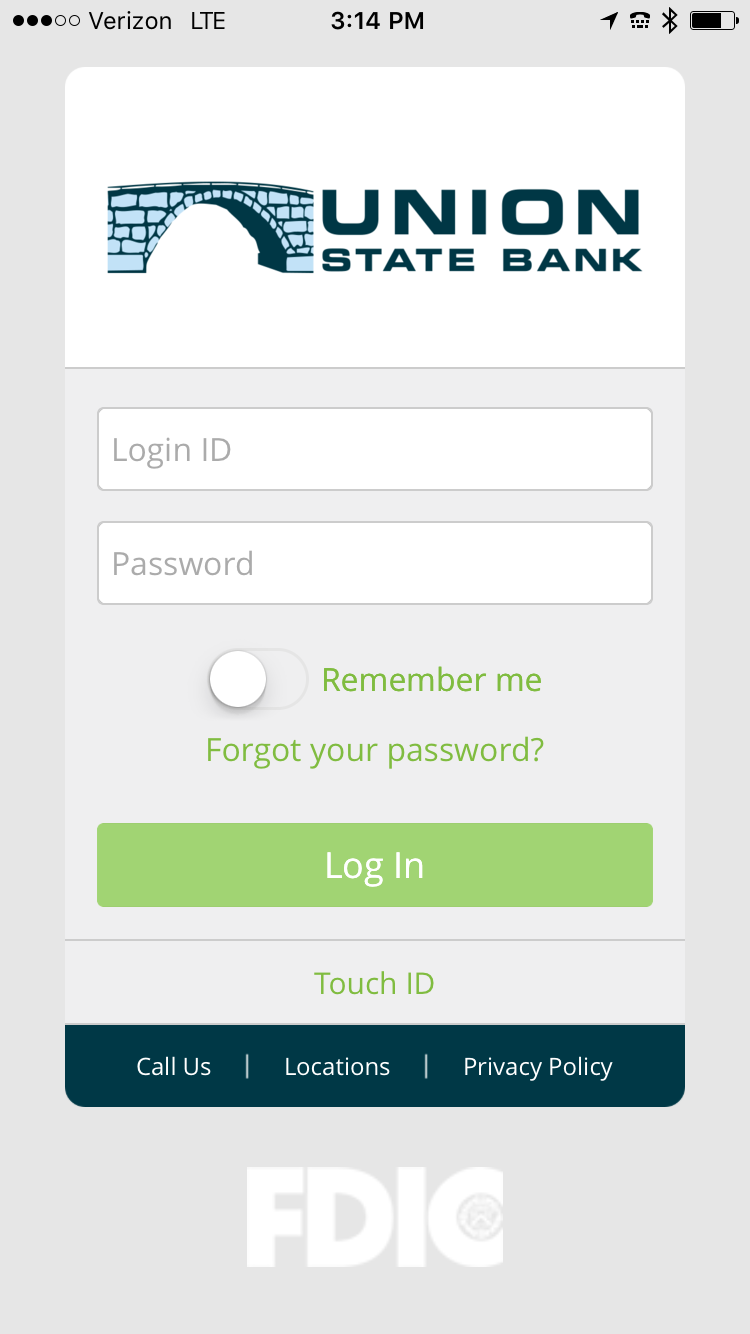 Verizon LTE 3:14 PM
UNION
STATE BANK
Login ID
Password
Remember me
Forgot your password?
Log In
Touch ID
Call Us | Locations | Privacy Policy
FDIC